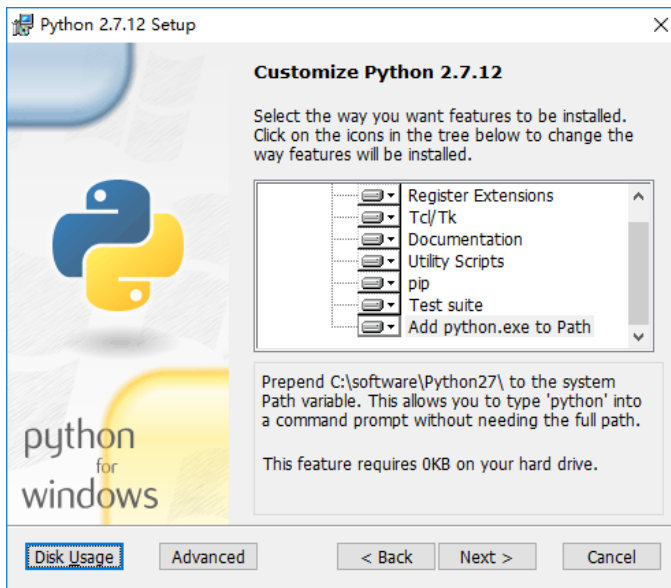 Python 2.7.12 Setup
Customize Python 2.7.12
Select the way you want features to be installed.
Click on the icons in the tree below to change the
way features will be installed.
Register Extensions
Tcl/Tk
Documentation
Utility Scripts
pip
Test suite
Add python.exe to Path
Prepend C:\software\Python27\ to the system
Path variable. This allows you to type 'python' into
a command prompt without needing the full path.
This feature requires 0KB on your hard drive.
python
for
windows
Disk Usage
Advanced
< Back
Next >
Cancel